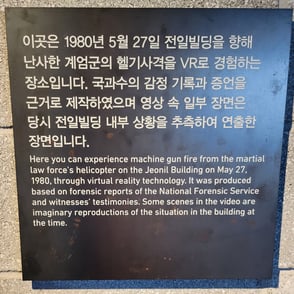 이곳은 1980년 5월 27일 전일빌딩을 향해
난사한 계엄군의 헬기사격을 VR로 경험하는
장소입니다. 국과수의 감정 기록과 증언을
근거로 제작하였으며 영상 속 일부 장면은
당시 전일빌딩 내부 상황을 추측하여 연출한
장면입니다.
Here you can experience machine gun fire from the martial
law force's helicopter on the Jeonil Building on May 27,
1980, through virtual reality technology. It was produced
based on forensic reports of the National Forensic Service
and witnesses' testimonies. Some scenes in the video are
imaginary reproductions of the situation in the building at
the time.